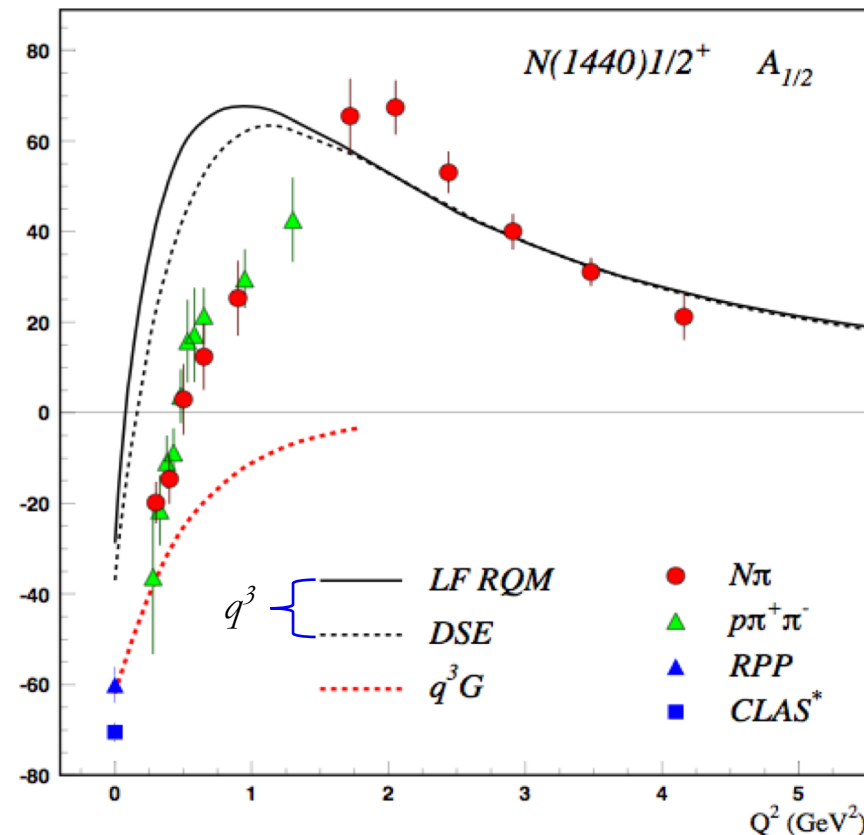 N(1440)1/2⁺ A₁/₂
80
60
40
20
0
-20
-40
-60
-80
q³
LF RQM
DSE
q³G
Nπ
pπ⁺π⁻
RPP
CLAS*
0 1 2 3 4 5
Q² (GeV²)